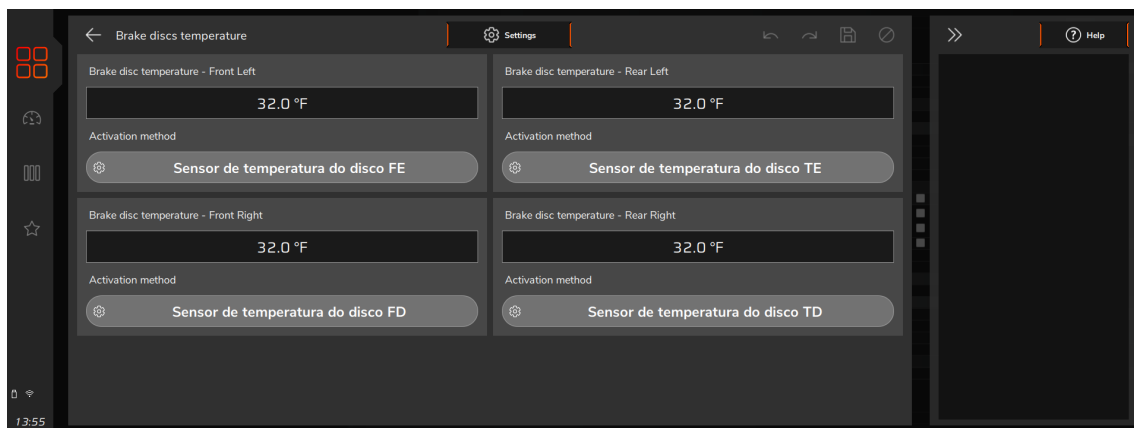 Brake discs temperature
Settings
Help
Brake disc temperature - Front Left
32.0 °F
Activation method
Sensor de temperatura do disco FE
Brake disc temperature - Rear Left
32.0 °F
Activation method
Sensor de temperatura do disco TE
Brake disc temperature - Front Right
32.0 °F
Activation method
Sensor de temperatura do disco FD
Brake disc temperature - Rear Right
32.0 °F
Activation method
Sensor de temperatura do disco TD
13:55